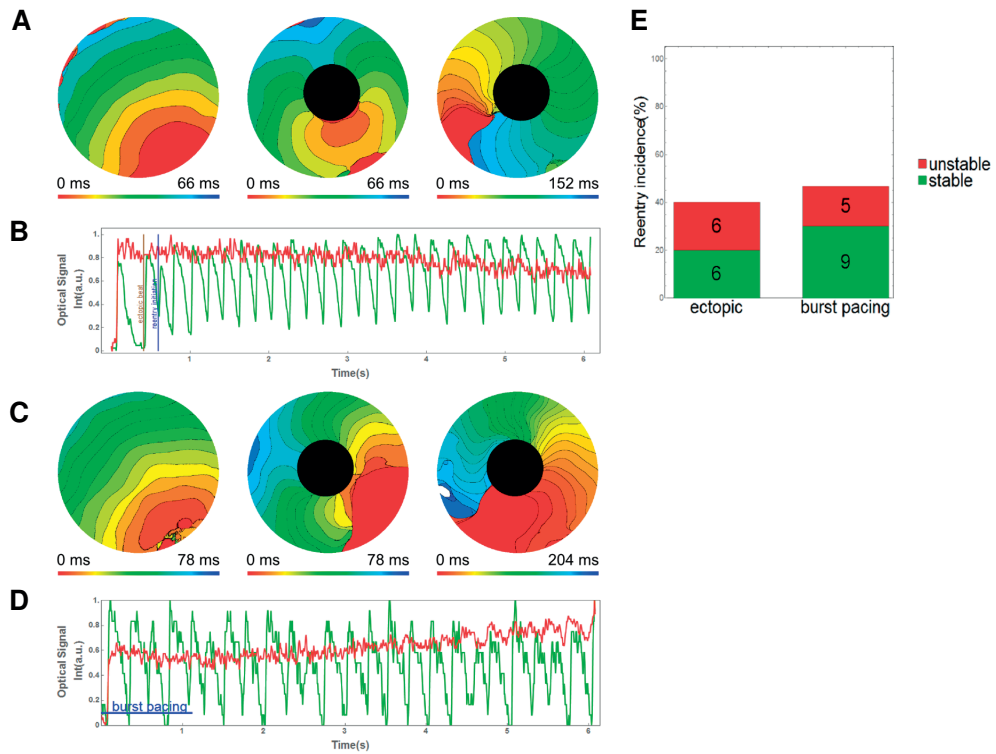 A
0 ms 66 ms
0 ms 66 ms
0 ms 152 ms
B
Optical Signal
Int(a.u.)
1.
0.8
0.6
0.4
0.2
0
ectopic beat
reentry initiation
1 2 3 4 5 6
Time(s)
C
0 ms 78 ms
0 ms 78 ms
0 ms 204 ms
D
Optical Signal
Int(a.u.)
1.
0.8
0.6
0.4
0.2
0
burst pacing
1 2 3 4 5 6
Time(s)
E
Reentry incidence(%)
100
80
60
40
20
0
6 5
6 9
ectopic burst pacing
unstable
stable